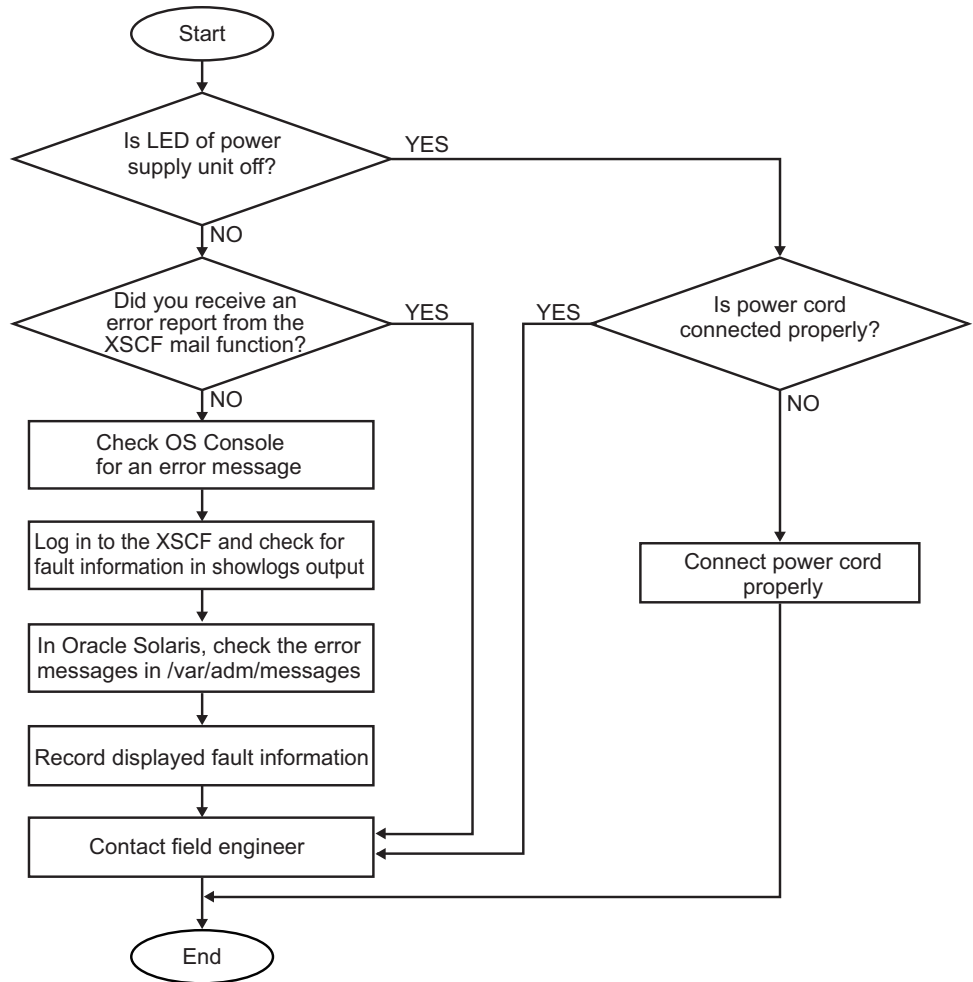 Start
Is LED of power
supply unit off?
YES
NO
Did you receive an
error report from the
XSCF mail function?
YES
YES
Is power cord
connected properly?
NO
NO
Check OS Console
for an error message
Log in to the XSCF and check for
fault information in showlogs output
Connect power cord
properly
In Oracle Solaris, check the error
messages in /var/adm/messages
Record displayed fault information
Contact field engineer
End